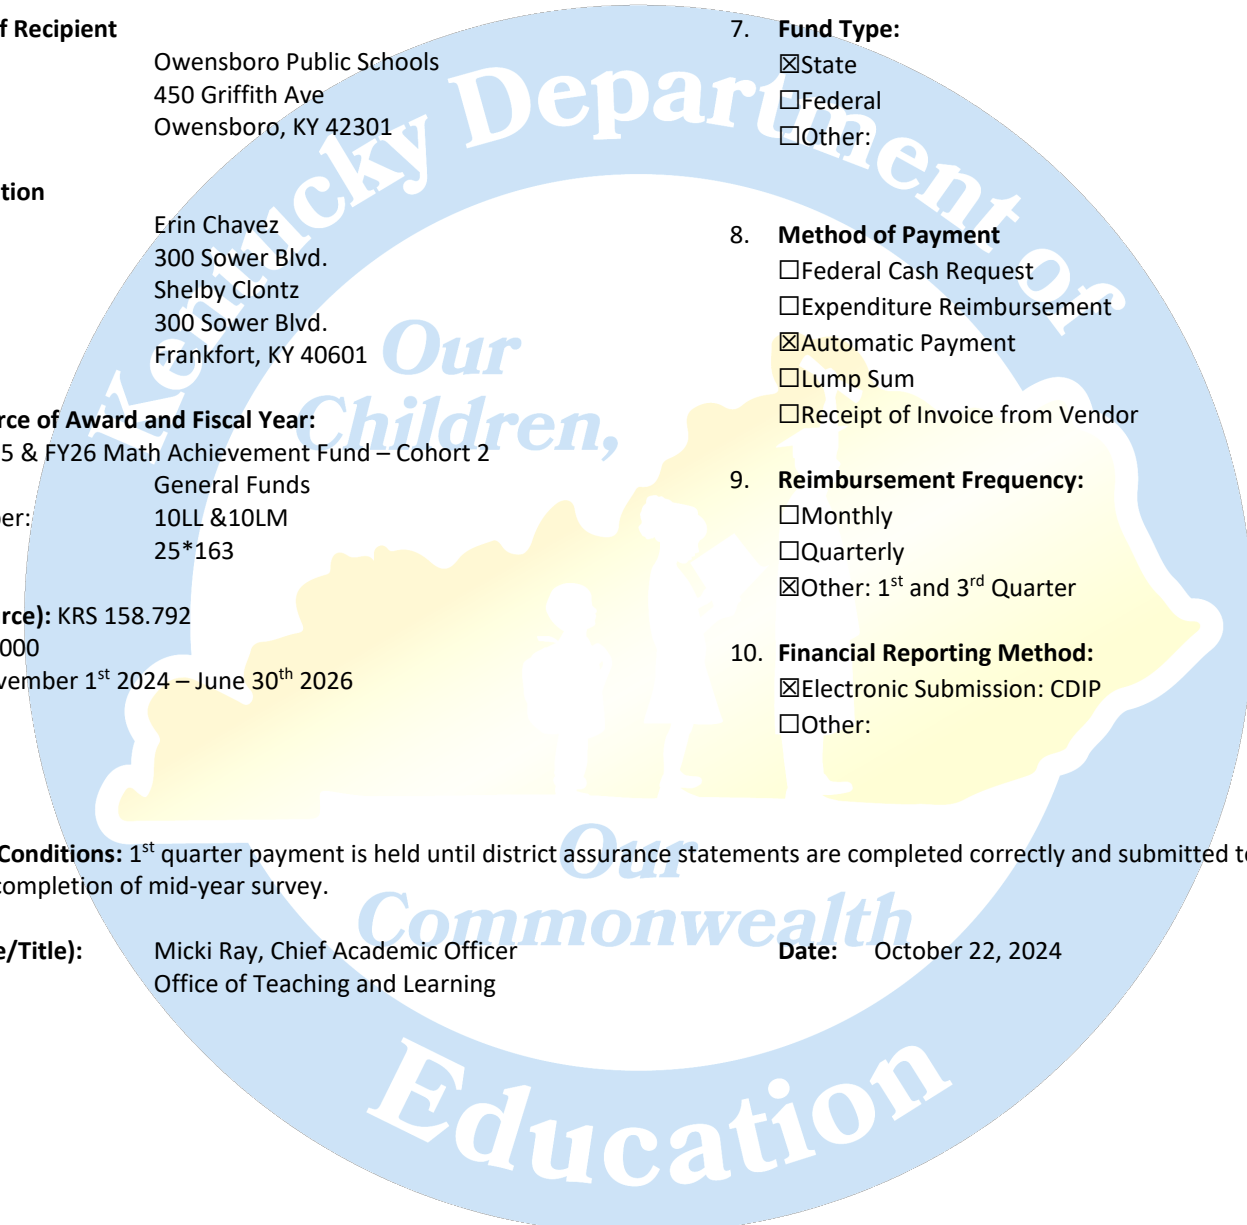 f Recipient
Owensboro Public Schools
450 Griffith Ave
Owensboro, KY 42301
tion
Erin Chavez
300 Sower Blvd.
Shelby Clontz
300 Sower Blvd.
Frankfort, KY 40601
rce of Award and Fiscal Year:
5 & FY26 Math Achievement Fund – Cohort 2
General Funds
er: 10LL &10LM
25*163
rce): KRS 158.792
000
vember 1st 2024 – June 30th 2026
7. Fund Type:
☒State
☐Federal
☐Other:
8. Method of Payment
☐Federal Cash Request
☐Expenditure Reimbursement
☒Automatic Payment
☐Lump Sum
☐Receipt of Invoice from Vendor
9. Reimbursement Frequency:
☐Monthly
☐Quarterly
☒Other: 1st and 3rd Quarter
10. Financial Reporting Method:
☒Electronic Submission: CDIP
☐Other:
Conditions: 1st quarter payment is held until district assurance statements are completed correctly and submitted t
completion of mid-year survey.
e/Title): Micki Ray, Chief Academic Officer Date: October 22, 2024
Office of Teaching and Learning
Kentucky Department of
Education
Our
Children,
Our
Commonwealth